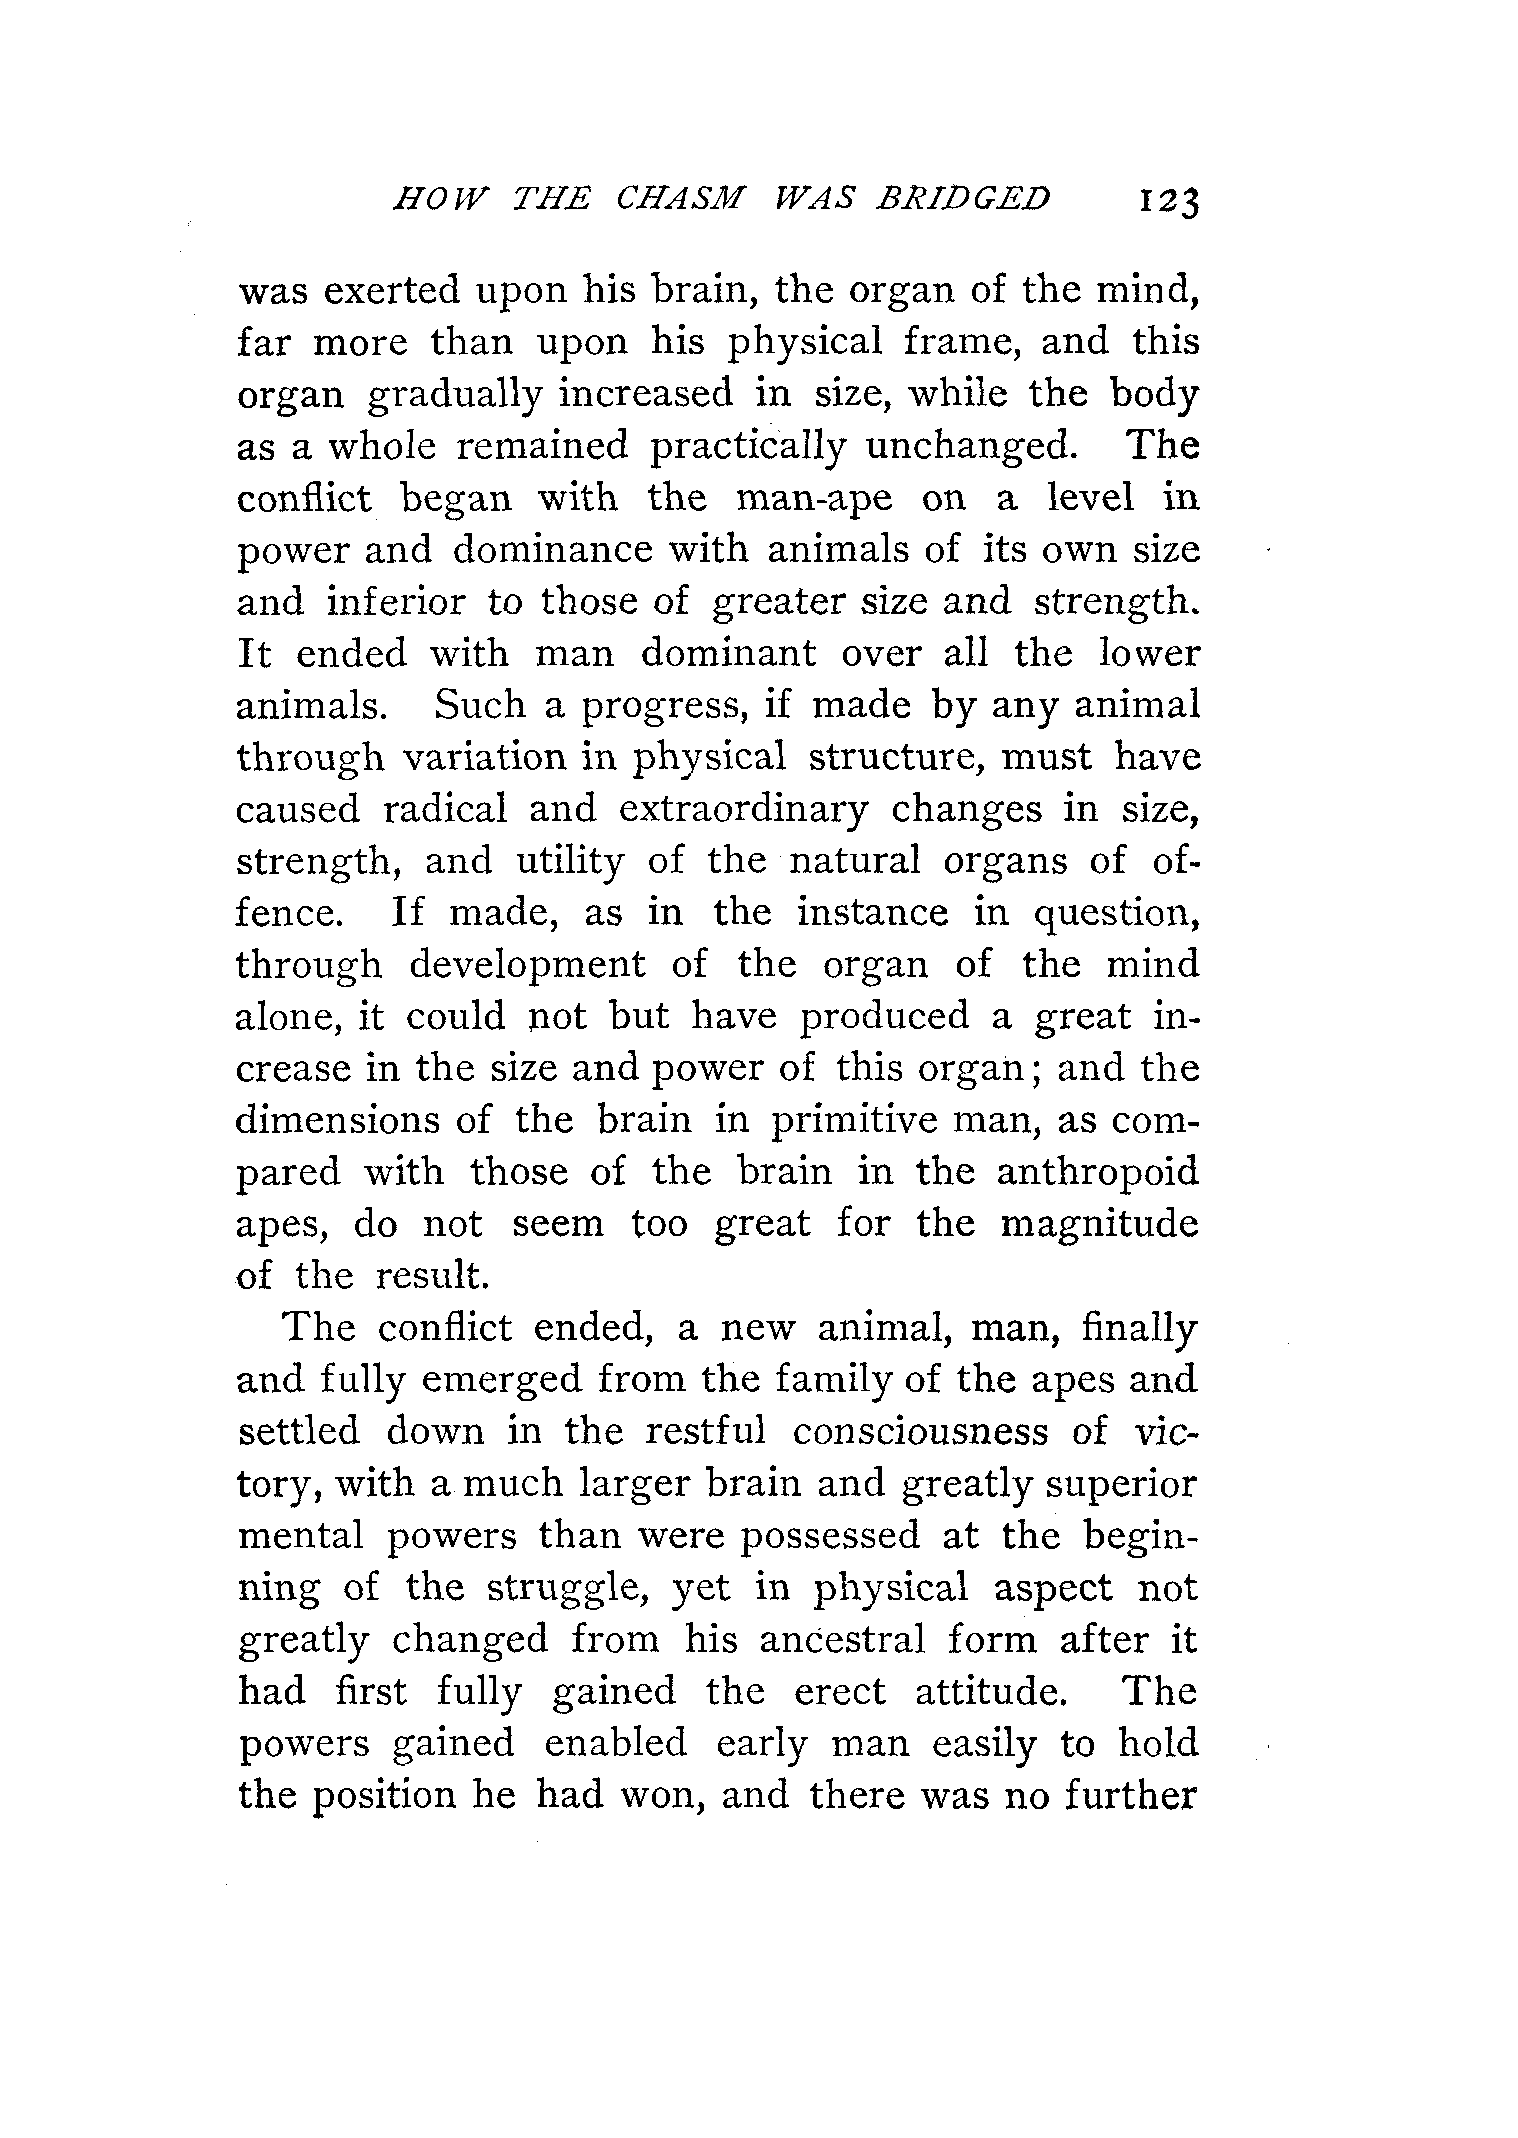 HOW THE CHASM WAS BRIDGED 123
was exerted upon his brain, the organ of the mind,
far more than upon his physical frame, and this
organ gradually increased in size, while the body
as a whole remained practically unchanged. The
conflict began with the man-ape on a level in
power and dominance with animals of its own size
and inferior to those of greater size and strength.
It ended with man dominant over all the lower
animals. Such a progress, if made by any animal
through variation in physical structure, must have
caused radical and extraordinary changes in size,
strength, and utility of the natural organs of of-
fence. If made, as in the instance in question,
through development of the organ of the mind
alone, it could not but have produced a great in-
crease in the size and power of this organ; and the
dimensions of the brain in primitive man, as com-
pared with those of the brain in the anthropoid
apes, do not seem too great for the magnitude
of the result.
The conflict ended, a new animal, man, finally
and fully emerged from the family of the apes and
settled down in the restful consciousness of vic-
tory, with a much larger brain and greatly superior
mental powers than were possessed at the begin-
ning of the struggle, yet in physical aspect not
greatly changed from his ancestral form after it
had first fully gained the erect attitude. The
powers gained enabled early man easily to hold
the position he had won, and there was no further